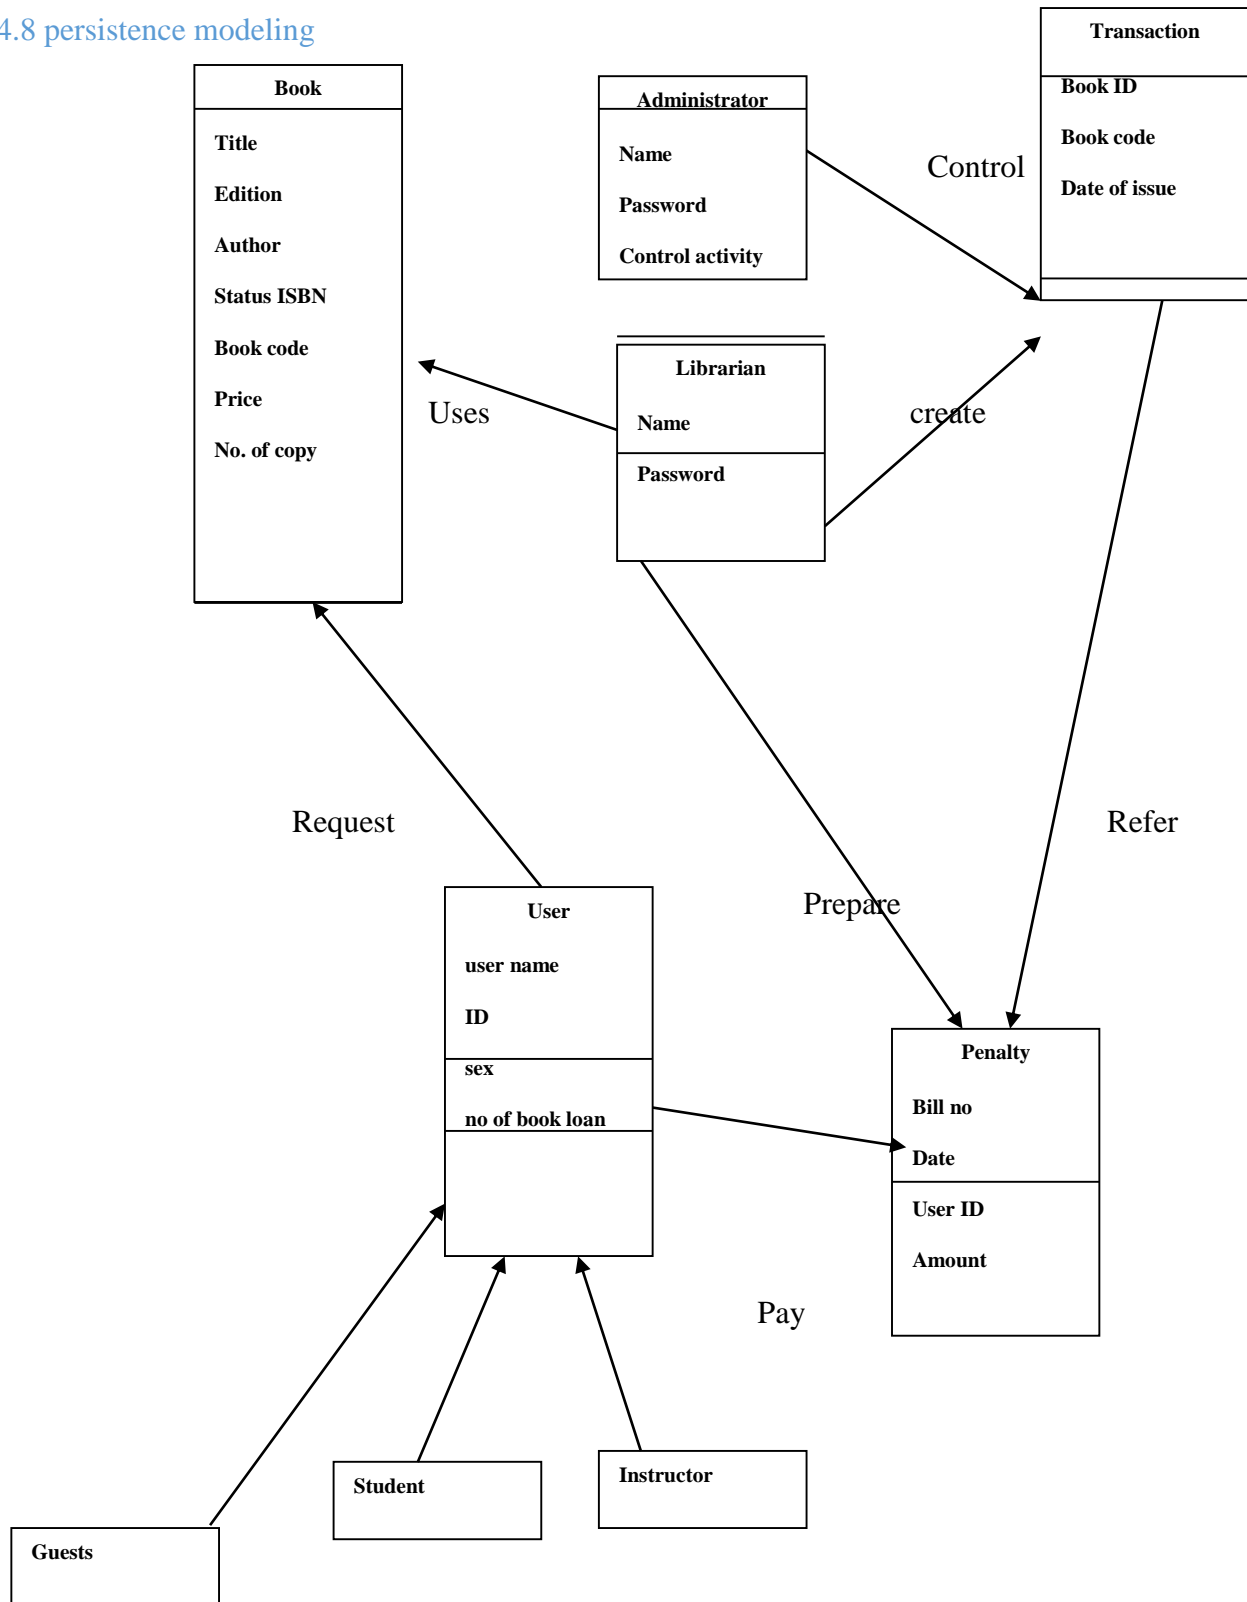 4.8 persistence modeling
Transaction
Book ID
Book code
Date of issue
Book
Title
Edition
Author
Status ISBN
Book code
Price
No. of copy
Administrator
Name
Password
Control activity
Control
Librarian
Name
Password
Uses
create
Request
Refer
Prepare
User
user name
ID
sex
no of book loan
Penalty
Bill no
Date
User ID
Amount
Pay
Student
Instructor
Guests